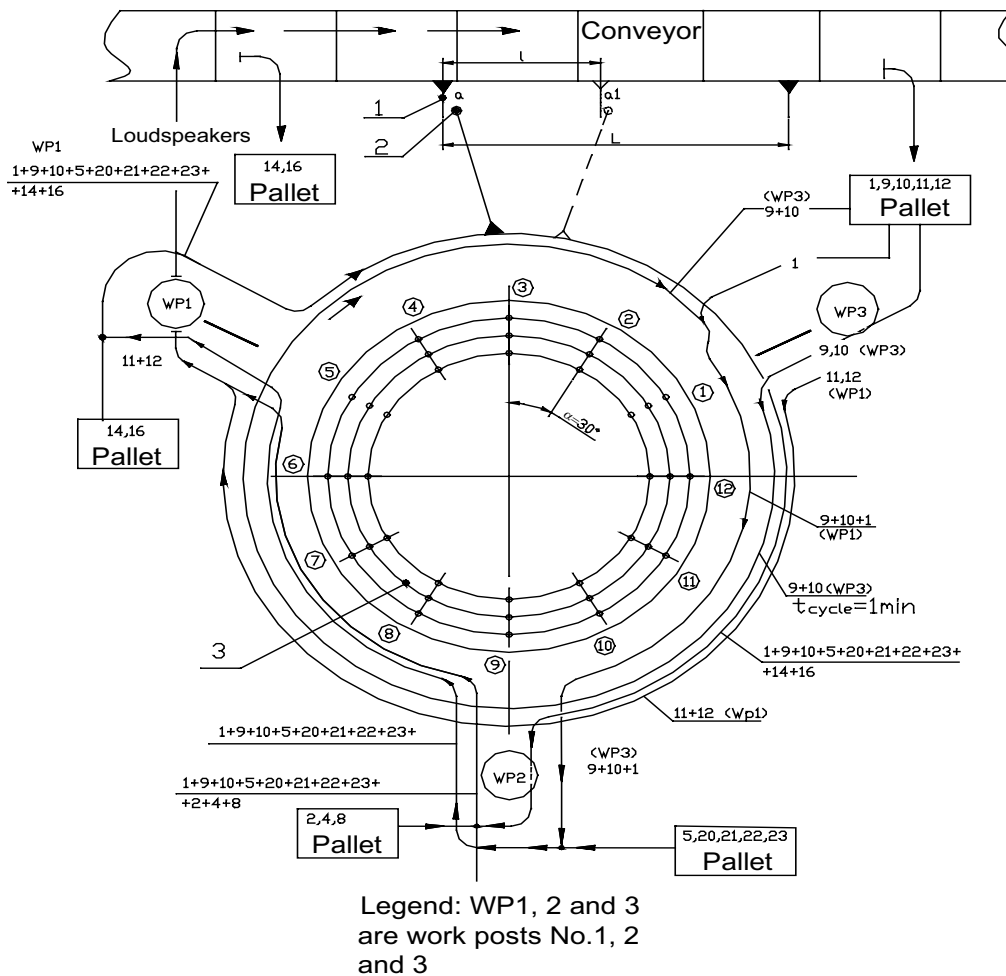 Conveyor
l
1
a
a1
2
L
Loudspeakers
WP1
1+9+10+5+20+21+22+23+
+14+16
14,16
Pallet
(WP3)
9+10
1,9,10,11,12
Pallet
1
WP1
WP3
3
4
2
5
1
11+12
9,10 (WP3)
11,12
(WP1)
α=30°
14,16
Pallet
6
12
9+10+1
(WP1)
7
11
9+10(WP3)
tcycle=1min
8
10
9
3
1+9+10+5+20+21+22+23+
+14+16
11+12 (Wp1)
1+9+10+5+20+21+22+23+
(WP3)
9+10+1
WP2
1+9+10+5+20+21+22+23+
+2+4+8
2,4,8
Pallet
5,20,21,22,23
Pallet
Legend: WP1, 2 and 3
are work posts No.1, 2
and 3